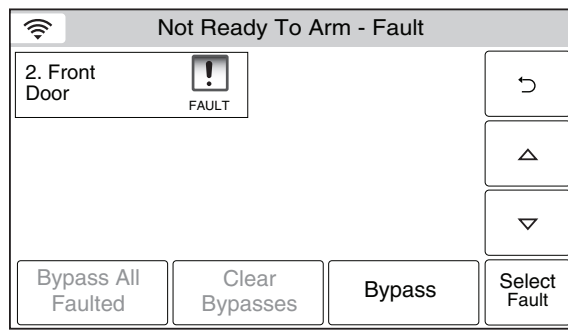 Not Ready To Arm - Fault
2. Front
Door
FAULT
Bypass All
Faulted
Clear
Bypasses
Bypass
Select
Fault